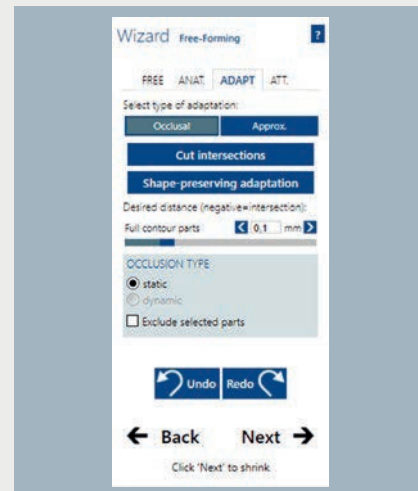 Wizard Free-Forming ?
FREE ANAT. ADAPT ATT.
Select type of adaptation:
Occlusal Approx.
Cut intersections
Shape-preserving adaptation
Desired distance (negative=intersection):
Full contour parts 0,1 mm
OCCLUSION TYPE
static
dynamic
Exclude selected parts
Undo Redo
Back Next
Click 'Next' to shrink